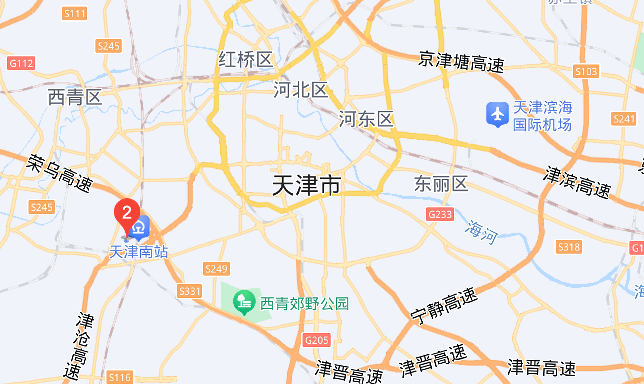 S111
S245
G112
红桥区
京津塘高速
S103
西青区
河北区
河东区
天津滨海
国际机场
S241
荣乌高速
天津市
东丽区
津滨高速
S245
2
G233
海河
天津南站
S318
S249
S331
西青郊野公园
宁静高速
津沧高速
G205
津晋高速
津晋高速
津晋高速
S116